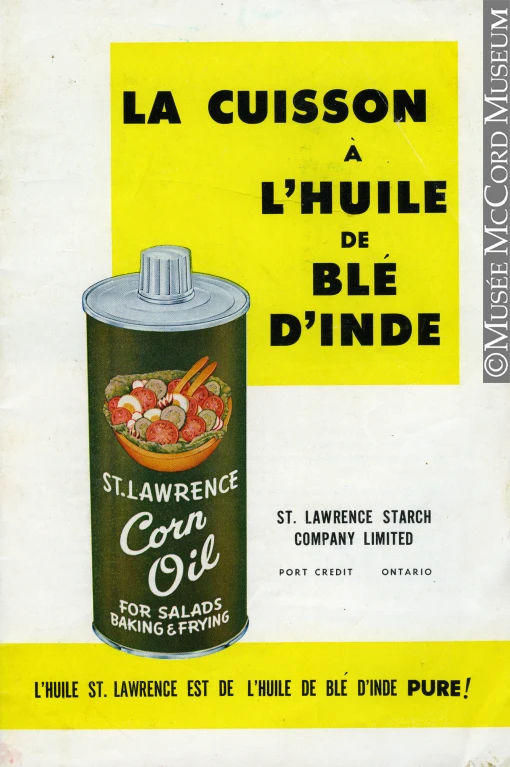 LA CUISSON
À
L'HUILE
DE
BLÉ
D'INDE
ST. LAWRENCE
Corn
Oil
FOR SALADS
BAKING & FRYING
ST. LAWRENCE STARCH
COMPANY LIMITED
PORT CREDIT ONTARIO
L'HUILE ST. LAWRENCE EST DE L'HUILE DE BLÉ D'INDE PURE!
©MUSÉE MCCORD MUSEUM